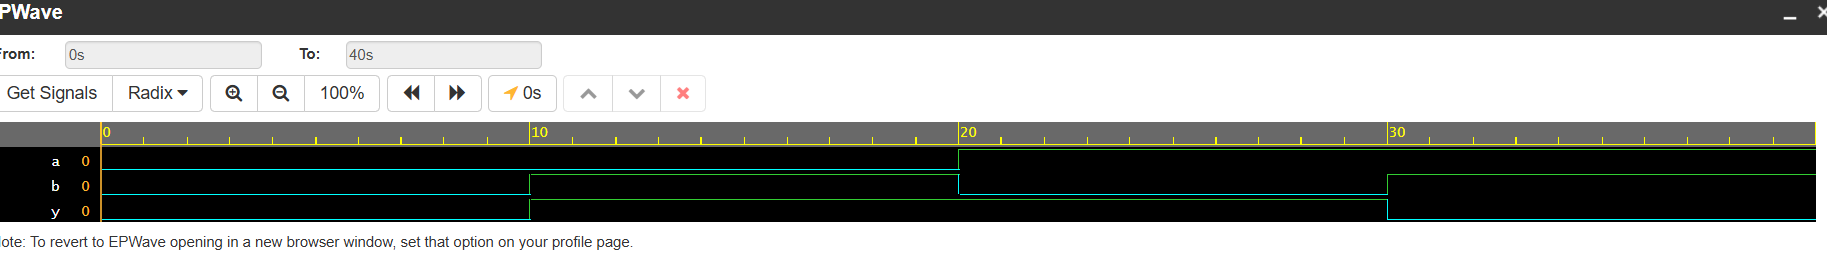 PWave
From:
0s
To:
40s
Get Signals
Radix
100%
0s
0
10
20
30
a 0
b 0
y 0
ote: To revert to EPWave opening in a new browser window, set that option on your profile page.